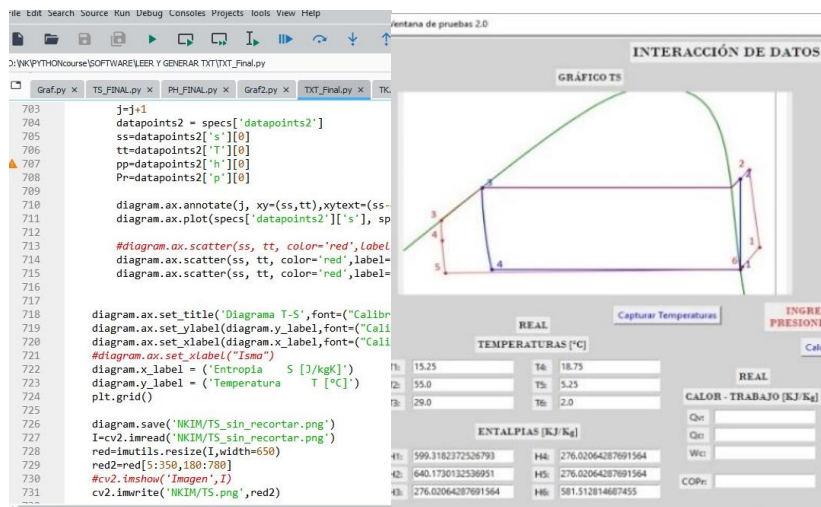 File Edit Search Source Run Debug Consoles Projects Tools View Help
D:\NK\PYTHONcourse\SOFTWARE\LEER Y GENERAR TXT\TXT_Final.py
Graf.py TS_FINAL.py PH_FINAL.py Graf2.py TXT_Final.py TK.
703 j=j+1
704 datapoints2 = specs['datapoints2']
705 ss=datapoints2['s'][0]
706 tt=datapoints2['T'][0]
707 pp=datapoints2['h'][0]
708 Pr=datapoints2['p'][0]
709
710 diagram.ax.annotate(j, xy=(ss,tt),xytext=(ss-
711 diagram.ax.plot(specs['datapoints2']['s'], sp
712
713 #diagram.ax.scatter(ss, tt, color='red',label
714 diagram.ax.scatter(ss, tt, color='red',label=
715 diagram.ax.scatter(ss, tt, color='red',label=
716
717
718 diagram.ax.set_title('Diagrama T-S',font=("Calibr
719 diagram.ax.set_ylabel(diagram.y_label,font=("Cali
720 diagram.ax.set_xlabel(diagram.x_label,font=("Cali
721 #diagram.ax.set_xlabel("Isma")
722 diagram.x_label = ('Entropía S [J/kgK]')
723 diagram.y_label = ('Temperatura T [ºC]')
724 plt.grid()
725
726 diagram.save('NKIM/TS_sin_recortar.png')
727 I=cv2.imread('NKIM/TS_sin_recortar.png')
728 red=imutils.resize(I,width=650)
729 red2=red[5:350,180:780]
730 #cv2.imshow('Imagen',I)
731 cv2.imwrite('NKIM/TS.png',red2)
Ventana de pruebas 2.0
INTERACCIÓN DE DATOS
GRÁFICO TS
2
2
3
3
4
1
5
4
6
1
Capturar Temperaturas
INGRE
PRESION
REAL
TEMPERATURAS [°C]
Calc
T1: 15.25 T4: 18.75
T2: 55.0 T5: 5.25
T3: 29.0 T6: 2.0
REAL
CALOR - TRABAJO [KJ/Kg]
Qv:
ENTALPIAS [KJ/Kg]
Qc:
H1: 599.3182372526793 H4: 276.02064287691564
Wc:
H2: 640.1730132536951 H5: 276.02064287691564
COPr:
H3: 276.02064287691564 H6: 581.512814687455